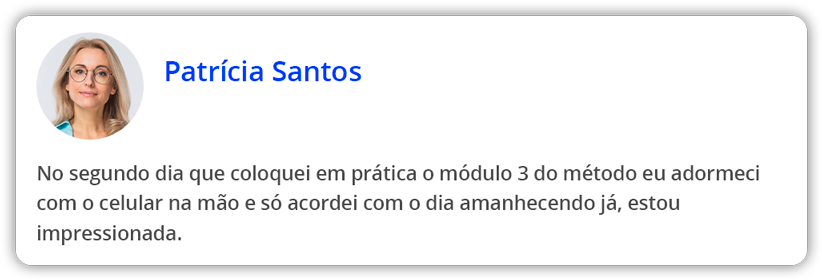 Patrícia Santos
No segundo dia que coloquei em prática o módulo 3 do método eu adormeci
com o celular na mão e só acordei com o dia amanhecendo já, estou
impressionada.